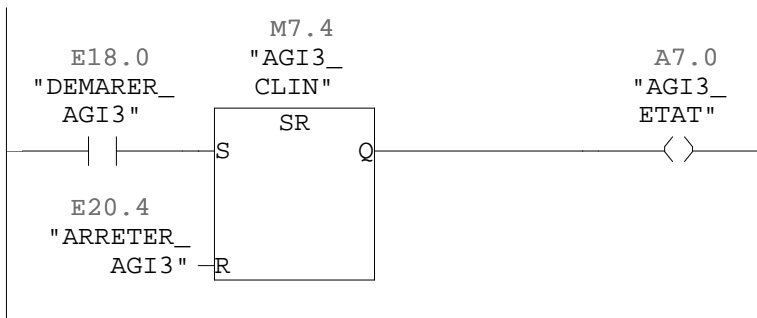 M7.4
E18.0
"AGI3_
A7.0
"DEMARER_
CLIN"
"AGI3_
AGI3"
SR
ETAT"
S
Q
E20.4
"ARRETER_
AGI3"
R